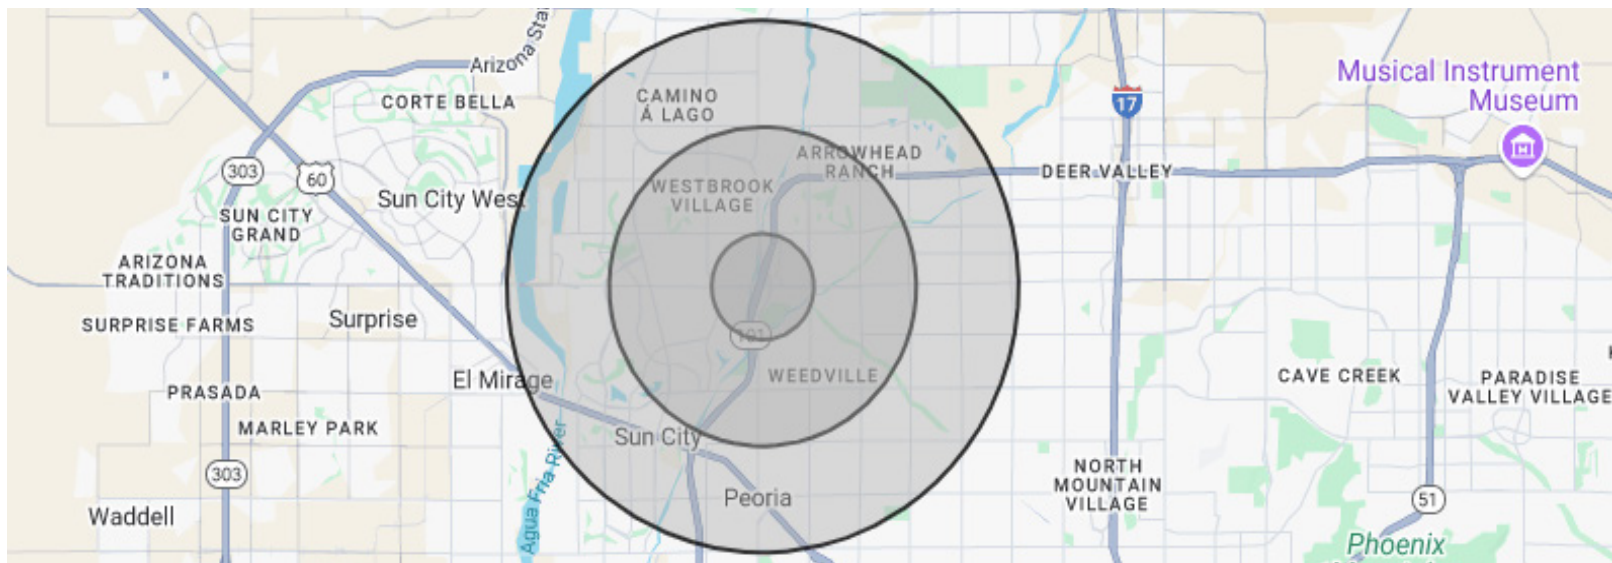 Arizona Sta
CORTE BELLA
CAMINO
Á LAGO
17
Musical Instrument
Museum
303
60
Sun City West
SUN CITY
GRAND
ARROWHEAD
RANCH
WESTBROOK
VILLAGE
DEER VALLEY
ARIZONA
TRADITIONS
SURPRISE FARMS
Surprise
101
El Mirage
WEEDVILLE
CAVE CREEK
PARADISE
VALLEY VILLAGE
PRASADA
MARLEY PARK
Sun City
Agua Fria River
303
Peoria
NORTH
MOUNTAIN
VILLAGE
51
Waddell
Phoenix